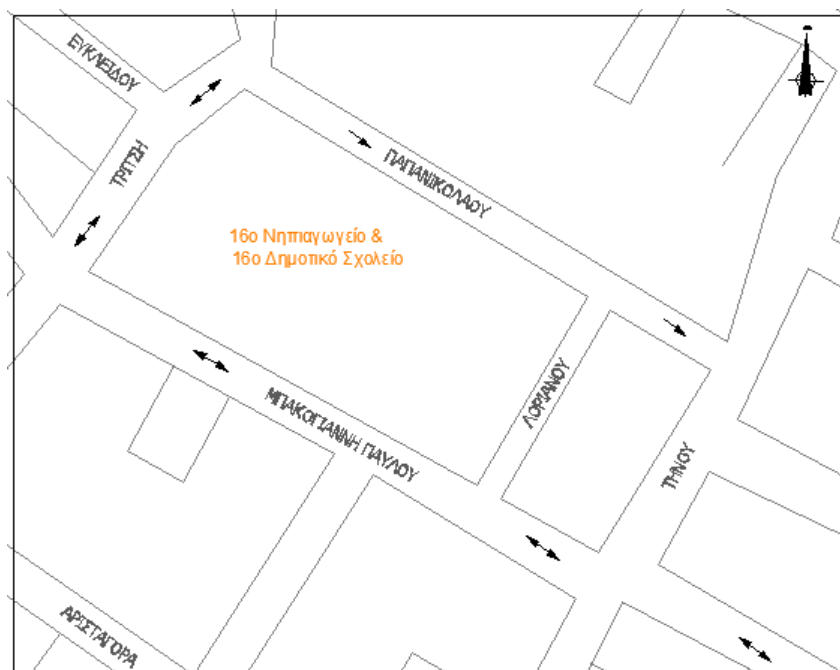 ΕΥΚΛΕΙΔΟΥ
ΤΡΙΤΣΗ
ΠΑΠΑΝΙΚΟΛΑΟΥ
16ο Νηπιαγωγείο &
16ο Δημοτικό Σχολείο
ΛΟΡΙΑΝΟΥ
ΜΠΑΚΟΓΙΑΝΝΗ ΠΑΥΛΟΥ
ΤΗΝΟΥ
ΑΡΙΣΤΑΓΟΡΑ